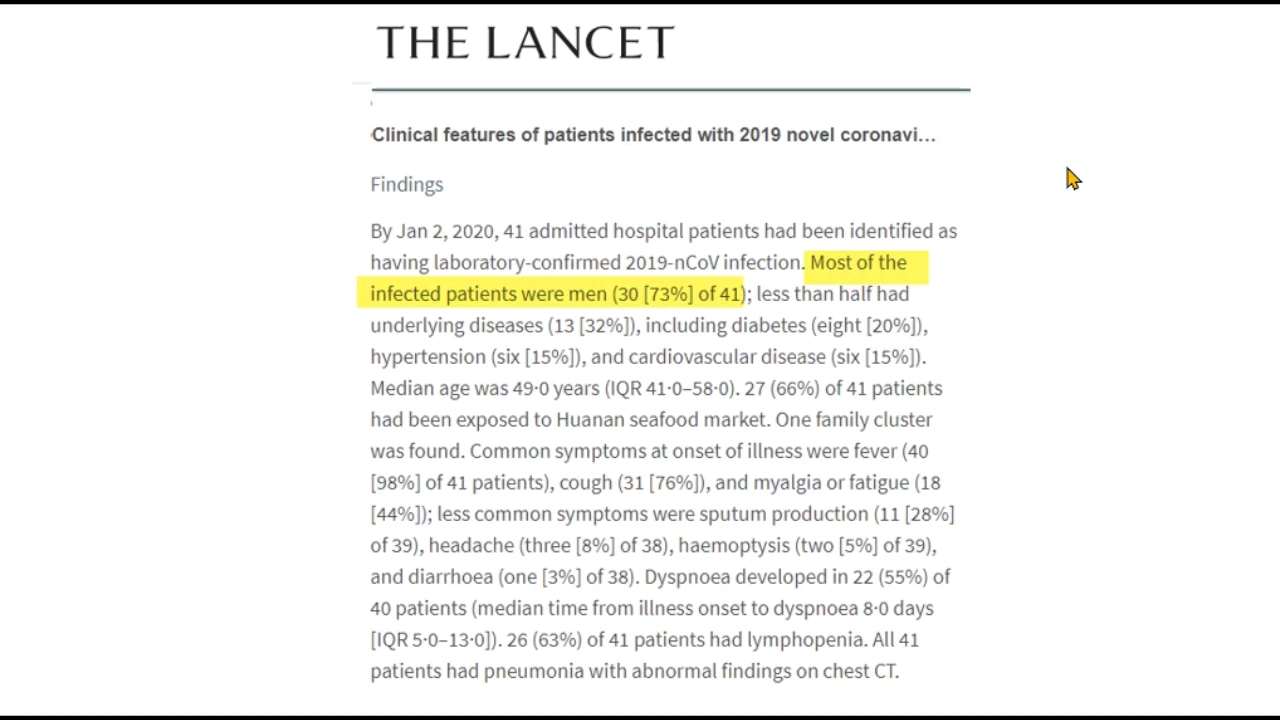 THE LANCET
Clinical features of patients infected with 2019 novel coronavi...
Findings
By Jan 2, 2020, 41 admitted hospital patients had been identified as
having laboratory-confirmed 2019-nCoV infection. Most of the
infected patients were men (30 [73%] of 41); less than half had
underlying diseases (13 [32%]), including diabetes (eight [20%]),
hypertension (six [15%]), and cardiovascular disease (six [15%]).
Median age was 49·0 years (IQR 41·0–58·0). 27 (66%) of 41 patients
had been exposed to Huanan seafood market. One family cluster
was found. Common symptoms at onset of illness were fever (40
[98%] of 41 patients), cough (31 [76%]), and myalgia or fatigue (18
[44%]); less common symptoms were sputum production (11 [28%]
of 39), headache (three [8%] of 38), haemoptysis (two [5%] of 39),
and diarrhoea (one [3%] of 38). Dyspnoea developed in 22 (55%) of
40 patients (median time from illness onset to dyspnoea 8·0 days
[IQR 5·0–13·0]). 26 (63%) of 41 patients had lymphopenia. All 41
patients had pneumonia with abnormal findings on chest CT.